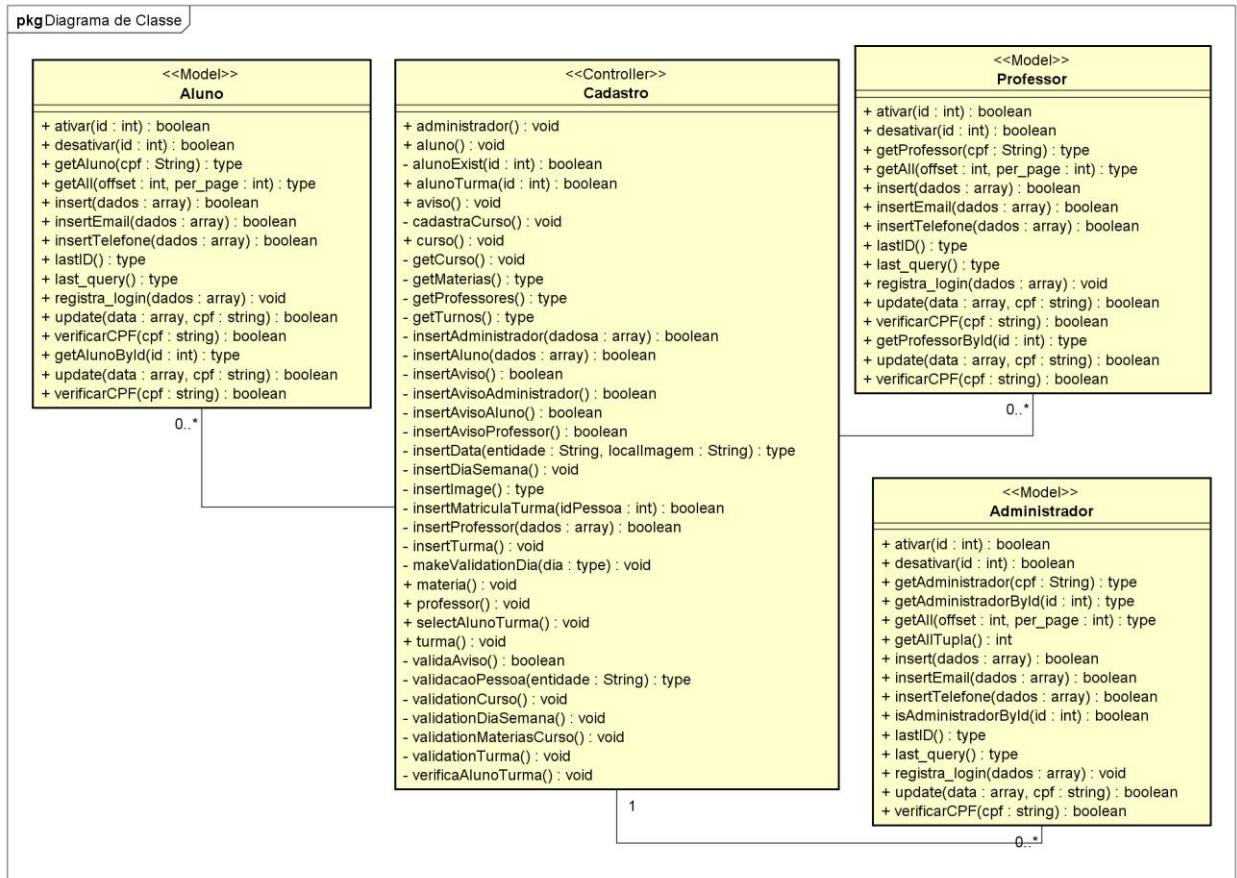 pkg Diagrama de Classe
<<Model>>
Aluno
+ ativar(id : int) : boolean
+ desativar(id : int) : boolean
+ getAluno(cpf : String) : type
+ getAll(offset : int, per_page : int) : type
+ insert(dados : array) : boolean
+ insertEmail(dados : array) : boolean
+ insertTelefone(dados : array) : boolean
+ lastID() : type
+ last_query() : type
+ registra_login(dados : array) : void
+ update(data : array, cpf : string) : boolean
+ verificarCPF(cpf : string) : boolean
+ getAlunoById(id : int) : type
+ update(data : array, cpf : string) : boolean
+ verificarCPF(cpf : string) : boolean
0..*
<<Controller>>
Cadastro
+ administrador() : void
+ aluno() : void
- alunoExist(id : int) : boolean
+ alunoTurma(id : int) : boolean
+ aviso() : void
- cadastraCurso() : void
+ curso() : void
- getCurso() : void
- getMaterias() : type
- getProfessores() : type
- getTurnos() : type
- insertAdministrador(dadosa : array) : boolean
- insertAluno(dados : array) : boolean
- insertAviso() : boolean
- insertAvisoAdministrador() : boolean
- insertAvisoAluno() : boolean
- insertAvisoProfessor() : boolean
- insertData(entidade : String, localImagem : String) : type
- insertDiaSemana() : void
- insertImage() : type
- insertMatriculaTurma(idPessoa : int) : boolean
- insertProfessor(dados : array) : boolean
- insertTurma() : void
- makeValidationDia(dia : type) : void
+ materia() : void
+ professor() : void
+ selectAlunoTurma() : void
+ turma() : void
- validaAviso() : boolean
- validacaoPessoa(entidade : String) : type
- validationCurso() : void
- validationDiaSemana() : void
- validationMateriasCurso() : void
- validationTurma() : void
- verificaAlunoTurma() : void
1
<<Model>>
Professor
+ ativar(id : int) : boolean
+ desativar(id : int) : boolean
+ getProfessor(cpf : String) : type
+ getAll(offset : int, per_page : int) : type
+ insert(dados : array) : boolean
+ insertEmail(dados : array) : boolean
+ insertTelefone(dados : array) : boolean
+ lastID() : type
+ last_query() : type
+ registra_login(dados : array) : void
+ update(data : array, cpf : string) : boolean
+ verificarCPF(cpf : string) : boolean
+ getProfessorById(id : int) : type
+ update(data : array, cpf : string) : boolean
+ verificarCPF(cpf : string) : boolean
0..*
<<Model>>
Administrador
+ ativar(id : int) : boolean
+ desativar(id : int) : boolean
+ getAdministrador(cpf : String) : type
+ getAdministradorById(id : int) : type
+ getAll(offset : int, per_page : int) : type
+ getAllTupla() : int
+ insert(dados : array) : boolean
+ insertEmail(dados : array) : boolean
+ insertTelefone(dados : array) : boolean
+ isAdministradorById(id : int) : boolean
+ lastID() : type
+ last_query() : type
+ registra_login(dados : array) : void
+ update(data : array, cpf : string) : boolean
+ verificarCPF(cpf : string) : boolean
0..*